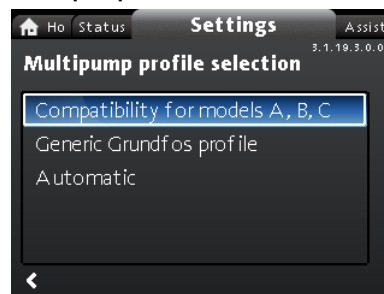 Ho Status Settings Assist
3.1.19.3.0.0
Multipump profile selection
Compatibility for models A, B, C
Generic Grundfos profile
Automatic